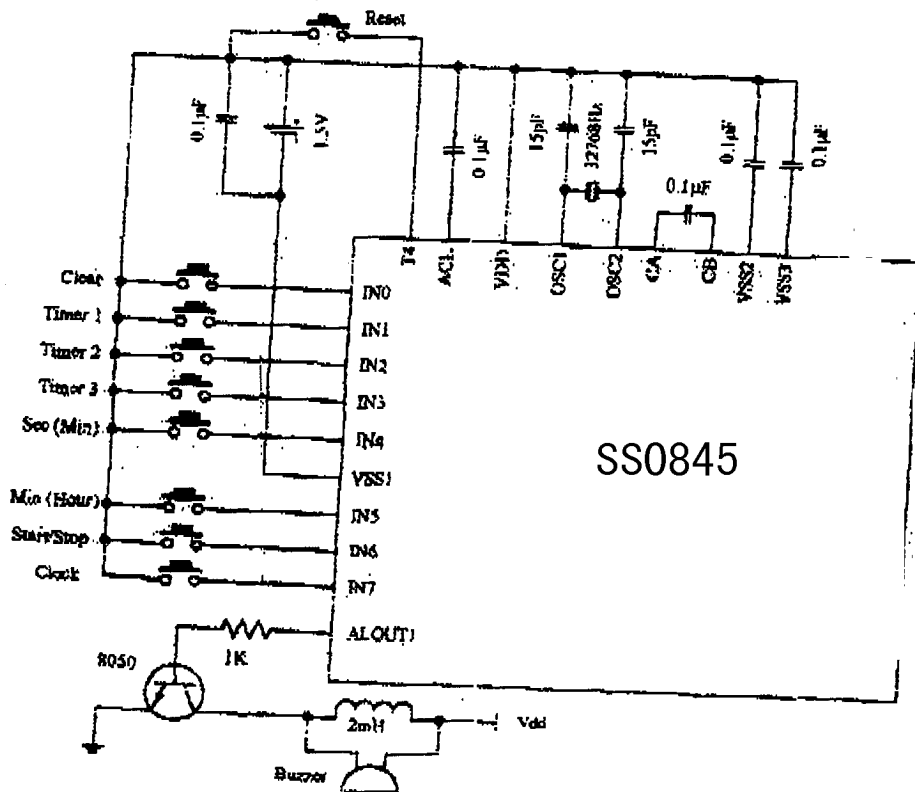 Reset
0.1μF
1.5V
0.1μF
15pF
32768Hz
15pF
0.1μF
0.1μF
0.1μF
T4
ACL
VDD
OSC1
OSC2
CA
CB
VSS2
VSS3
Clear
IN0
Timer 1
IN1
Timer 2
IN2
Timer 3
IN3
Sec (Min)
IN4
VSS1
SS0845
Min (Hour)
IN5
Start/Stop
IN6
Clock
IN7
ALOUT1
1K
8050
2mH
Vdd
Buzzer